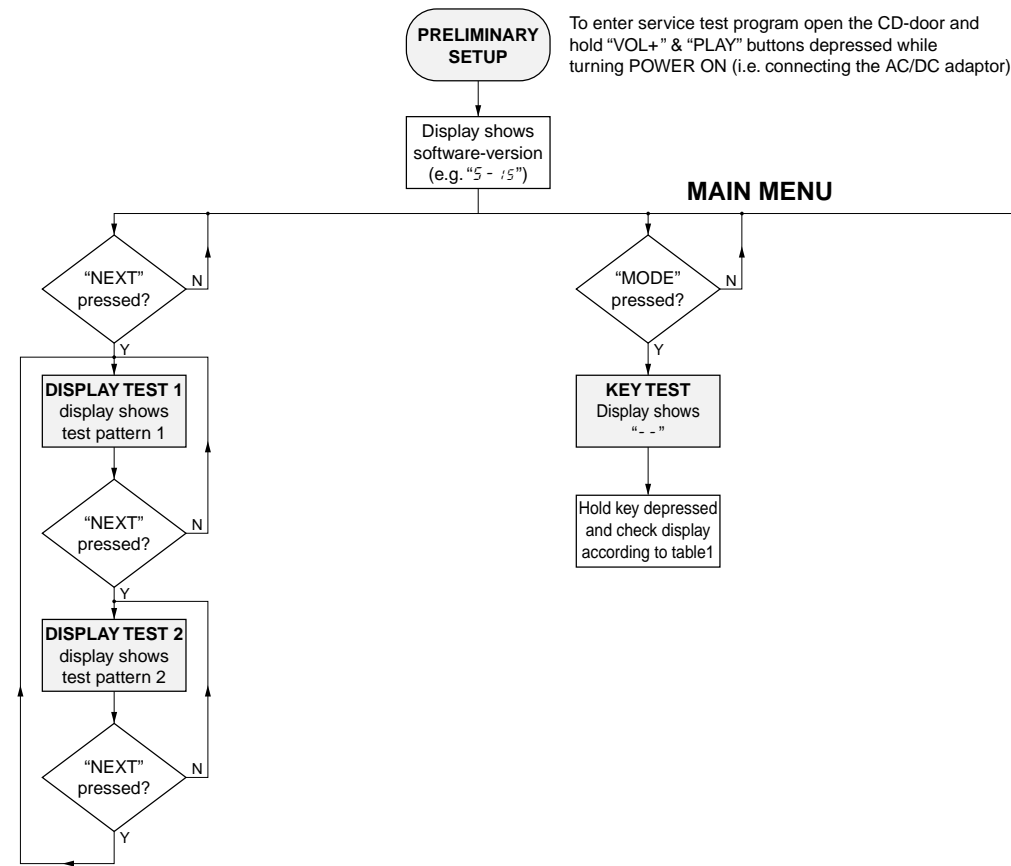 PRELIMINARY
SETUP
To enter service test program open the CD-door and
hold “VOL+” & “PLAY” buttons depressed while
turning POWER ON (i.e. connecting the AC/DC adaptor)
Display shows
software-version
(e.g. “5 - 15”)
MAIN MENU
“NEXT”
pressed?
N
Y
DISPLAY TEST 1
display shows
test pattern 1
“NEXT”
pressed?
N
Y
DISPLAY TEST 2
display shows
test pattern 2
“NEXT”
pressed?
N
Y
“MODE”
pressed?
N
Y
KEY TEST
Display shows
“- -”
Hold key depressed
and check display
according to table1